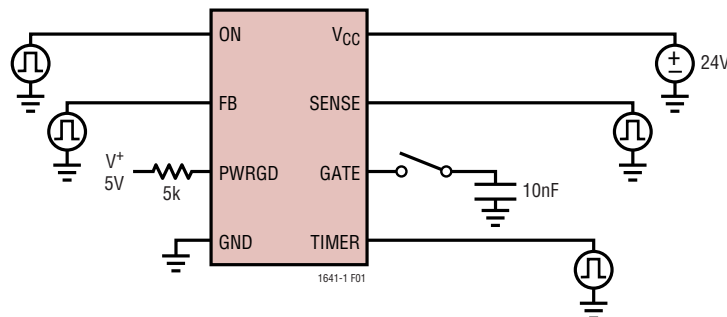 ON
V_CC
24V
FB
SENSE
V+
5V
5k
PWRGD
GATE
10nF
GND
TIMER
1641-1 F01